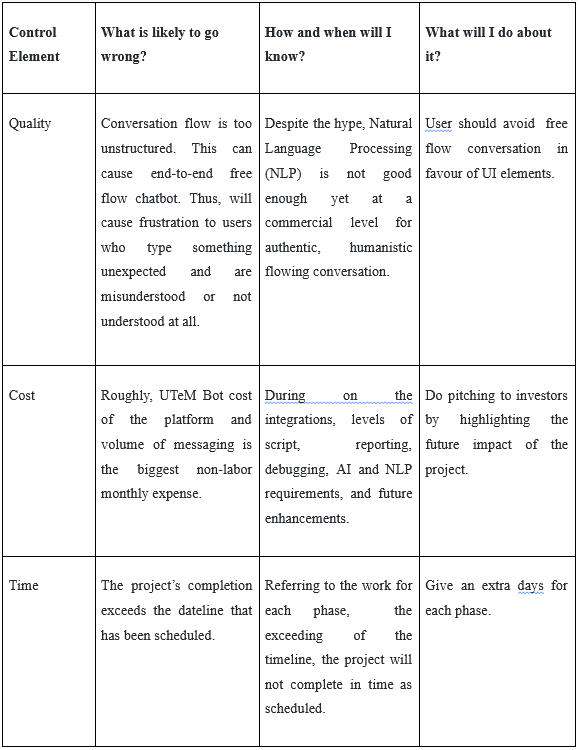 Control Element
What is likely to go wrong?
How and when will I know?
What will I do about it?
Quality
Conversation flow is too
unstructured. This can
cause end-to-end free
flow chatbot. Thus, will
cause frustration to users
who type something
unexpected and are
misunderstood or not
understood at all.
Despite the hype, Natural
Language Processing
(NLP) is not good
enough yet at a
commercial level for
authentic, humanistic
flowing conversation.
User should avoid free
flow conversation in
favour of UI elements.
Cost
Roughly, UTeM Bot cost
of the platform and
volume of messaging is
the biggest non-labor
monthly expense.
During on the
integrations, levels of
script, reporting,
debugging, AI and NLP
requirements, and future
enhancements.
Do pitching to investors
by highlighting the
future impact of the
project.
Time
The project's completion
exceeds the dateline that
has been scheduled.
Referring to the work for
each phase, the
exceeding of the
timeline, the project will
not complete in time as
scheduled.
Give an extra days for
each phase.